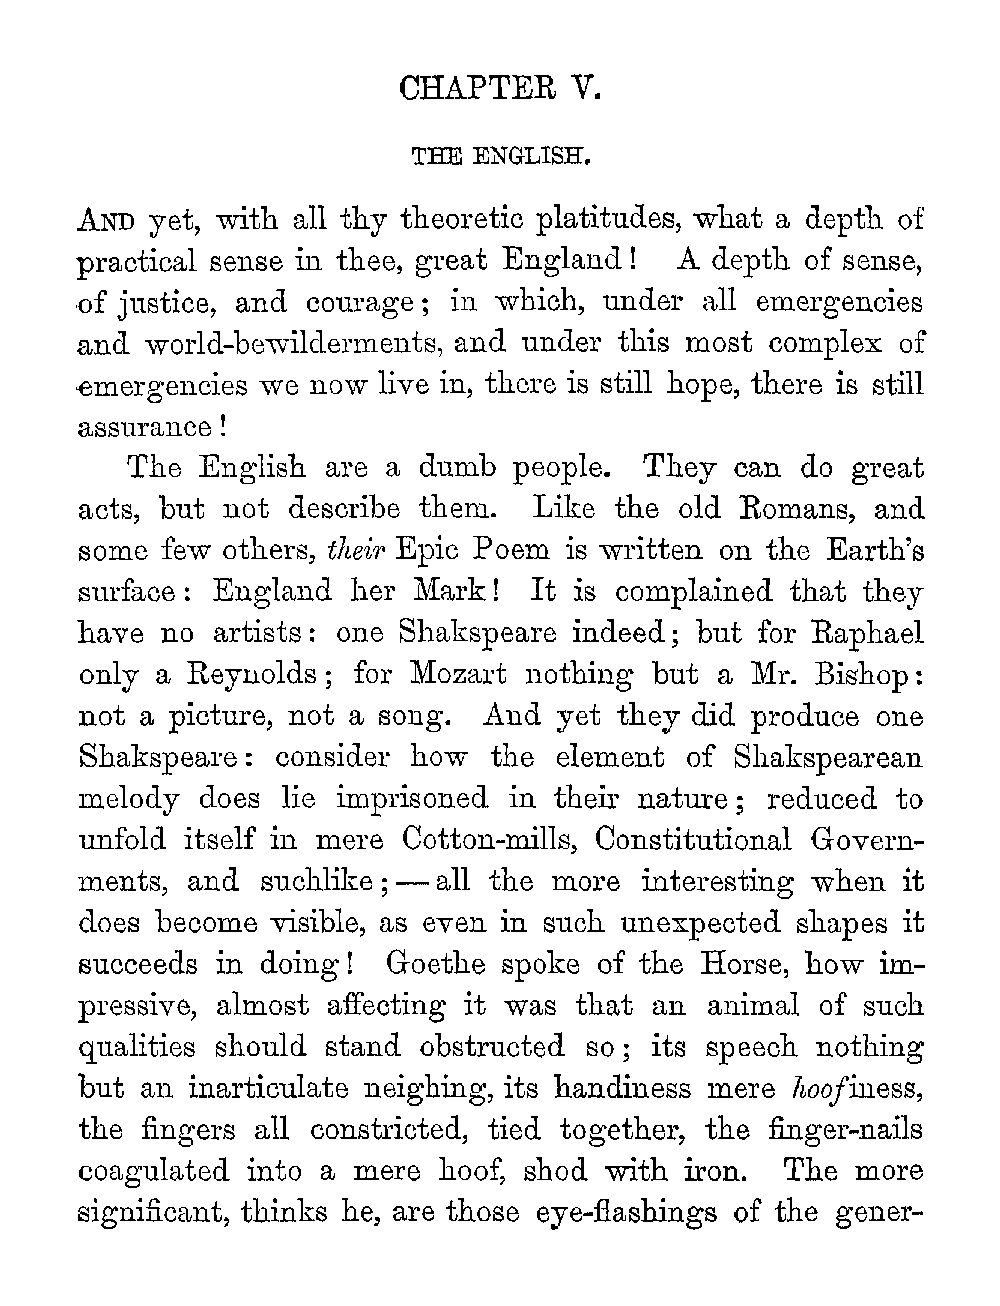 CHAPTER V.
THE ENGLISH.
AND yet, with all thy theoretic platitudes, what a depth of
practical sense in thee, great England! A depth of sense,
of justice, and courage; in which, under all emergencies
and world-bewilderments, and under this most complex of
emergencies we now live in, there is still hope, there is still
assurance!
The English are a dumb people. They can do great
acts, but not describe them. Like the old Romans, and
some few others, their Epic Poem is written on the Earth's
surface: England her Mark! It is complained that they
have no artists: one Shakspeare indeed; but for Raphael
only a Reynolds; for Mozart nothing but a Mr. Bishop:
not a picture, not a song. And yet they did produce one
Shakspeare: consider how the element of Shakspearean
melody does lie imprisoned in their nature; reduced to
unfold itself in mere Cotton-mills, Constitutional Govern-
ments, and suchlike;—all the more interesting when it
does become visible, as even in such unexpected shapes it
succeeds in doing! Goethe spoke of the Horse, how im-
pressive, almost affecting it was that an animal of such
qualities should stand obstructed so; its speech nothing
but an inarticulate neighing, its handiness mere hoofiness,
the fingers all constricted, tied together, the finger-nails
coagulated into a mere hoof, shod with iron. The more
significant, thinks he, are those eye-flashings of the gener-